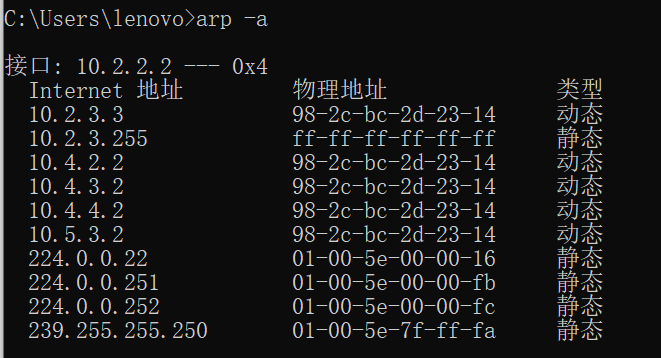 C:\Users\lenovo>arp -a
接口: 10.2.2.2 --- 0x4
Internet 地址 物理地址 类型
10.2.3.3 98-2c-bc-2d-23-14 动态
10.2.3.255 ff-ff-ff-ff-ff-ff 静态
10.4.2.2 98-2c-bc-2d-23-14 动态
10.4.3.2 98-2c-bc-2d-23-14 动态
10.4.4.2 98-2c-bc-2d-23-14 动态
10.5.3.2 98-2c-bc-2d-23-14 动态
224.0.0.22 01-00-5e-00-00-16 静态
224.0.0.251 01-00-5e-00-00-fb 静态
224.0.0.252 01-00-5e-00-00-fc 静态
239.255.255.250 01-00-5e-7f-ff-fa 静态